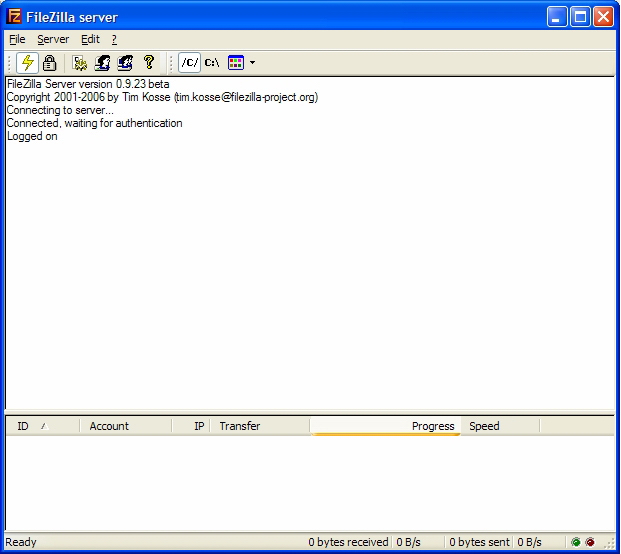 FileZilla server
File Server Edit ?
/C/ C:\
FileZilla Server version 0.9.23 beta
Copyright 2001-2006 by Tim Kosse (tim.kosse@filezilla-project.org)
Connecting to server...
Connected, waiting for authentication
Logged on
ID Account IP Transfer Progress Speed
Ready 0 bytes received 0 B/s 0 bytes sent 0 B/s